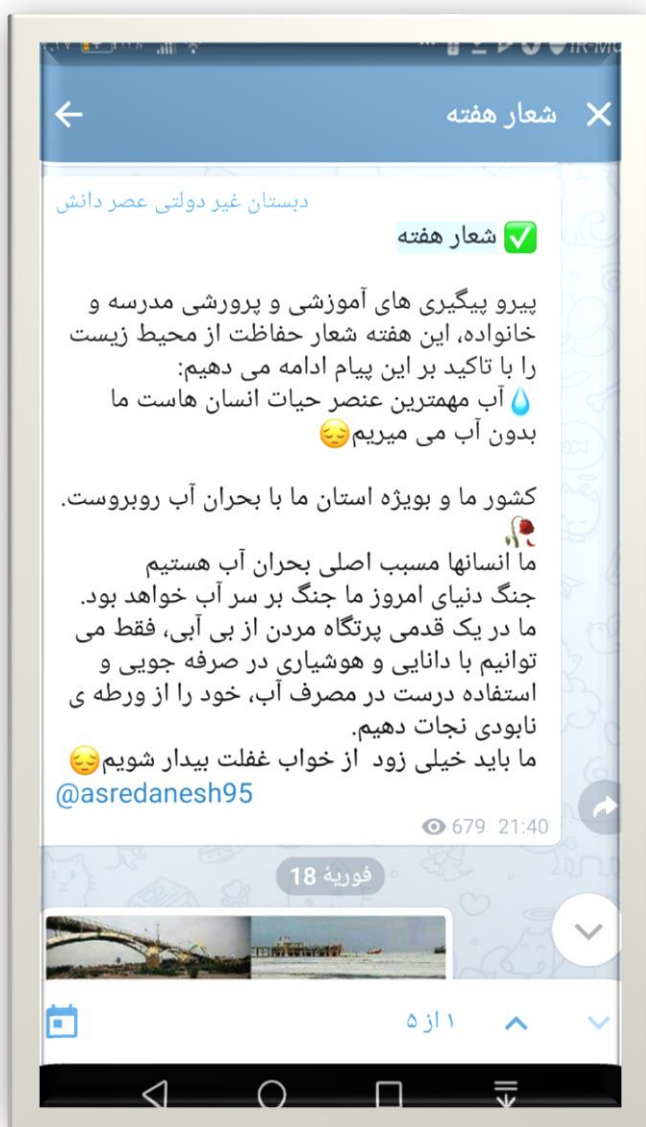 IR-MC
شعار هفته
دبستان غیر دولتی عصر دانش
✅ شعار هفته
پیرو پیگیری های آموزشی و پرورشی مدرسه و
خانواده، این هفته شعار حفاظت از محیط زیست
را با تاکید بر این پیام ادامه می دهیم:
💧آب مهمترین عنصر حیات انسان هاست ما
بدون آب می میریم😔
کشور ما و بویژه استان ما با بحران آب روبروست.
🥀
ما انسانها مسبب اصلی بحران آب هستیم
جنگ دنیای امروز ما جنگ بر سر آب خواهد بود.
ما در یک قدمی پرتگاه مردن از بی آبی، فقط می
توانیم با دانایی و هوشیاری در صرفه جویی و
استفاده درست در مصرف آب، خود را از ورطه ی
نابودی نجات دهیم.
ما باید خیلی زود از خواب غفلت بیدار شویم😔
@asredanesh95
679 21:40
فوریهٔ 18
۱ از ۵